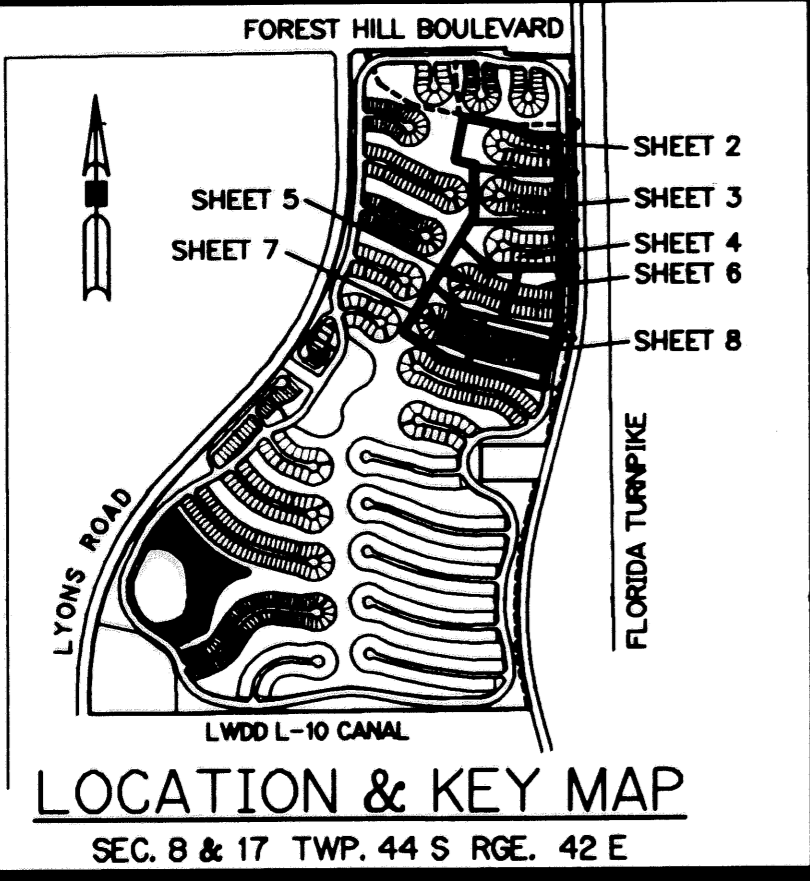 FOREST HILL BOULEVARD
SHEET 2
SHEET 3
SHEET 5
SHEET 4
SHEET 7
SHEET 6
SHEET 8
FLORIDA TURNPIKE
LYONS ROAD
LWDD L-10 CANAL
LOCATION & KEY MAP
SEC. 8 & 17 TWP. 44 S RGE. 42 E